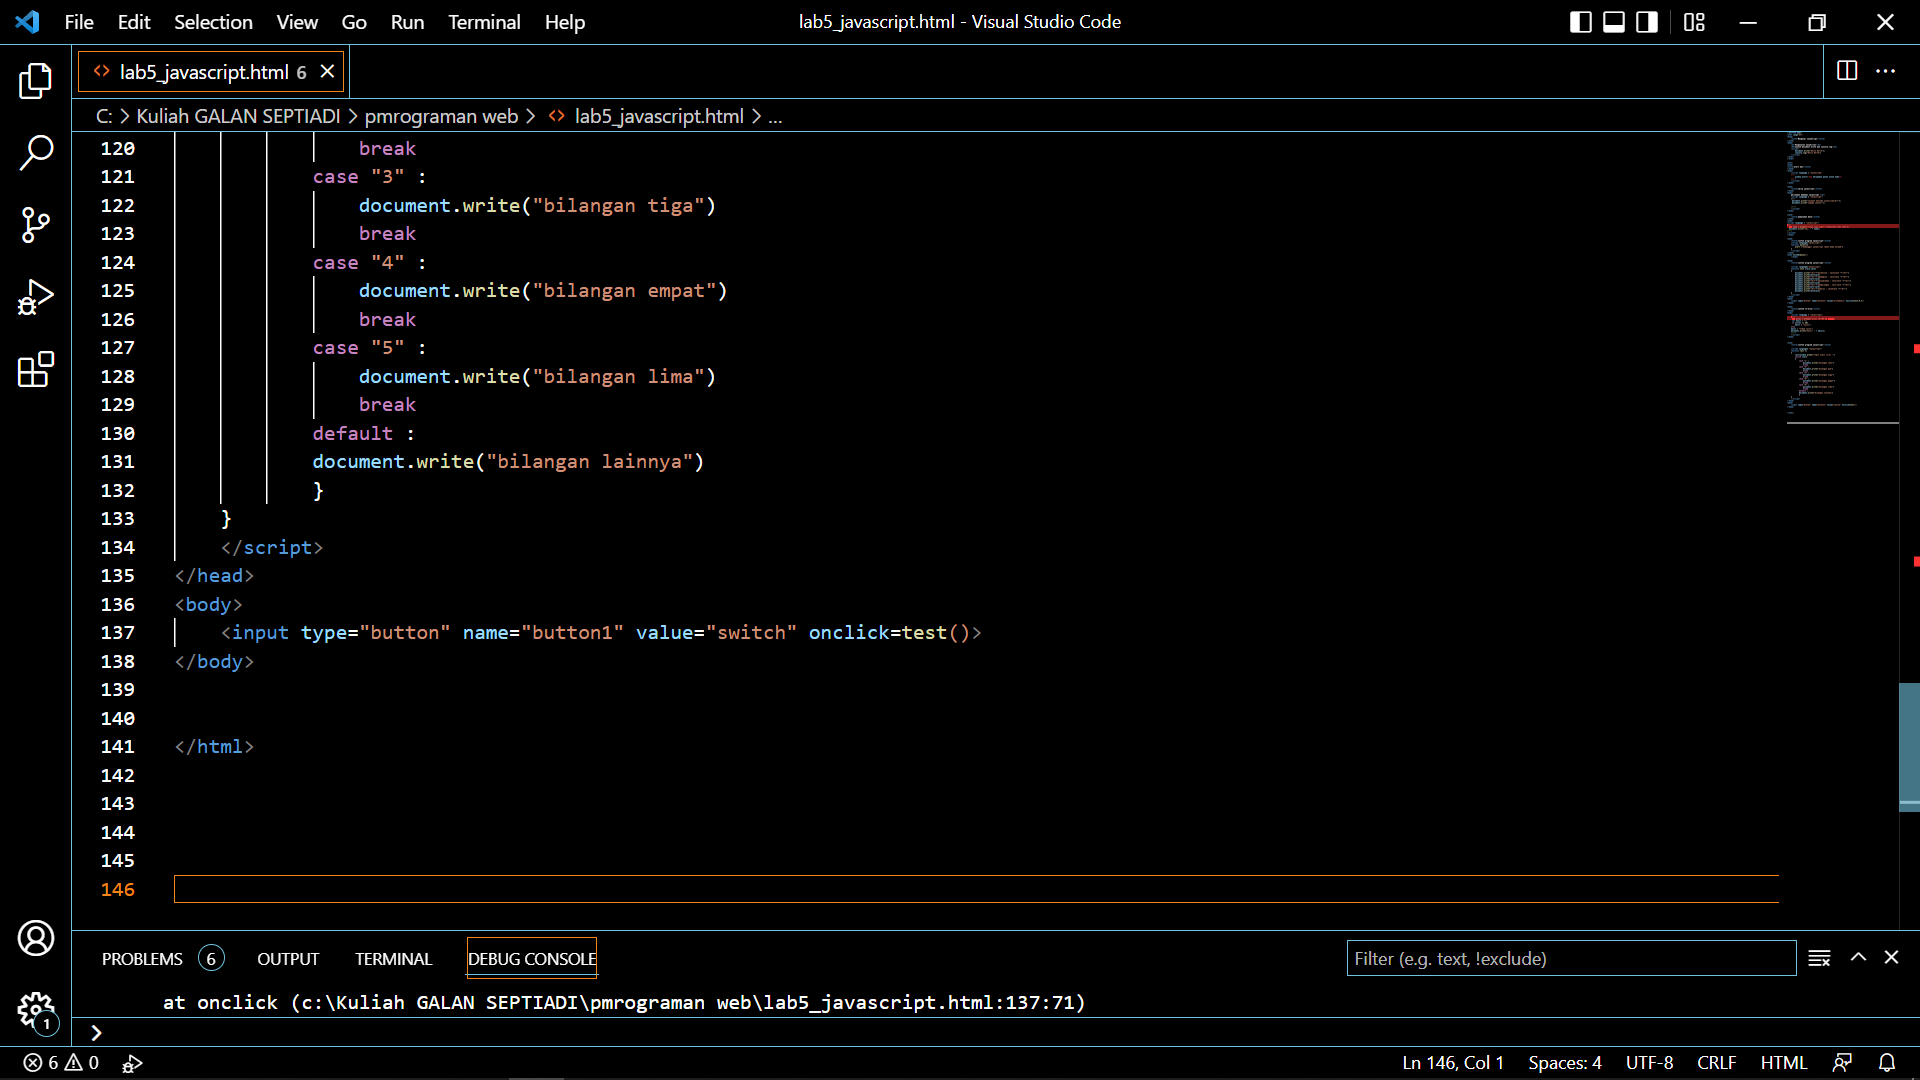 File Edit Selection View Go Run Terminal Help lab5_javascript.html - Visual Studio Code
lab5_javascript.html 6
C: > Kuliah GALAN SEPTIADI > pmrograman web > <> lab5_javascript.html > ...
120 break
121 case "3" :
122 document.write("bilangan tiga")
123 break
124 case "4" :
125 document.write("bilangan empat")
126 break
127 case "5" :
128 document.write("bilangan lima")
129 break
130 default :
131 document.write("bilangan lainnya")
132 }
133 }
134 </script>
135 </head>
136 <body>
137 <input type="button" name="button1" value="switch" onclick=test()>
138 </body>
139
140
141 </html>
142
143
144
145
146
PROBLEMS 6 OUTPUT TERMINAL DEBUG CONSOLE Filter (e.g. text, !exclude)
at onclick (c:\Kuliah GALAN SEPTIADI\pmrograman web\lab5_javascript.html:137:71)
1
>
6 0 Ln 146, Col 1 Spaces: 4 UTF-8 CRLF HTML